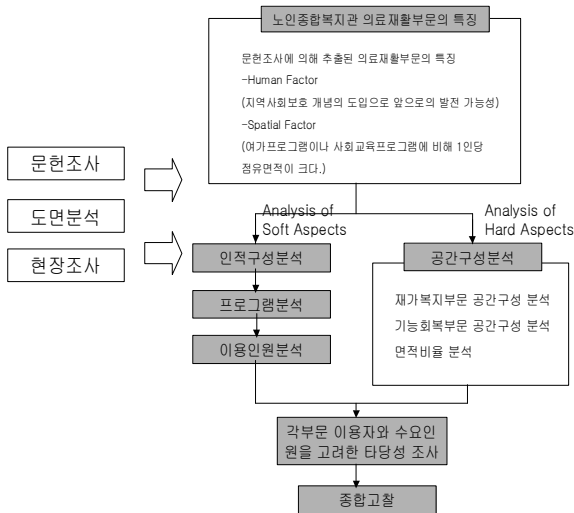 노인종합복지관 의료재활부문의 특징
문헌조사에 의해 추출된 의료재활부문의 특징
-Human Factor
(지역사회보호 개념의 도입으로 앞으로의 발전 가능성)
-Spatial Factor
(여가프로그램이나 사회교육프로그램에 비해 1인당
점유면적이 크다.)
문헌조사
도면분석
현장조사
Analysis of
Soft Aspects
Analysis of
Hard Aspects
인적구성분석
프로그램분석
이용인원분석
공간구성분석
재가복지부문 공간구성 분석
기능회복부문 공간구성 분석
면적비율 분석
각부문 이용자와 수요인
원을 고려한 타당성 조사
종합고찰